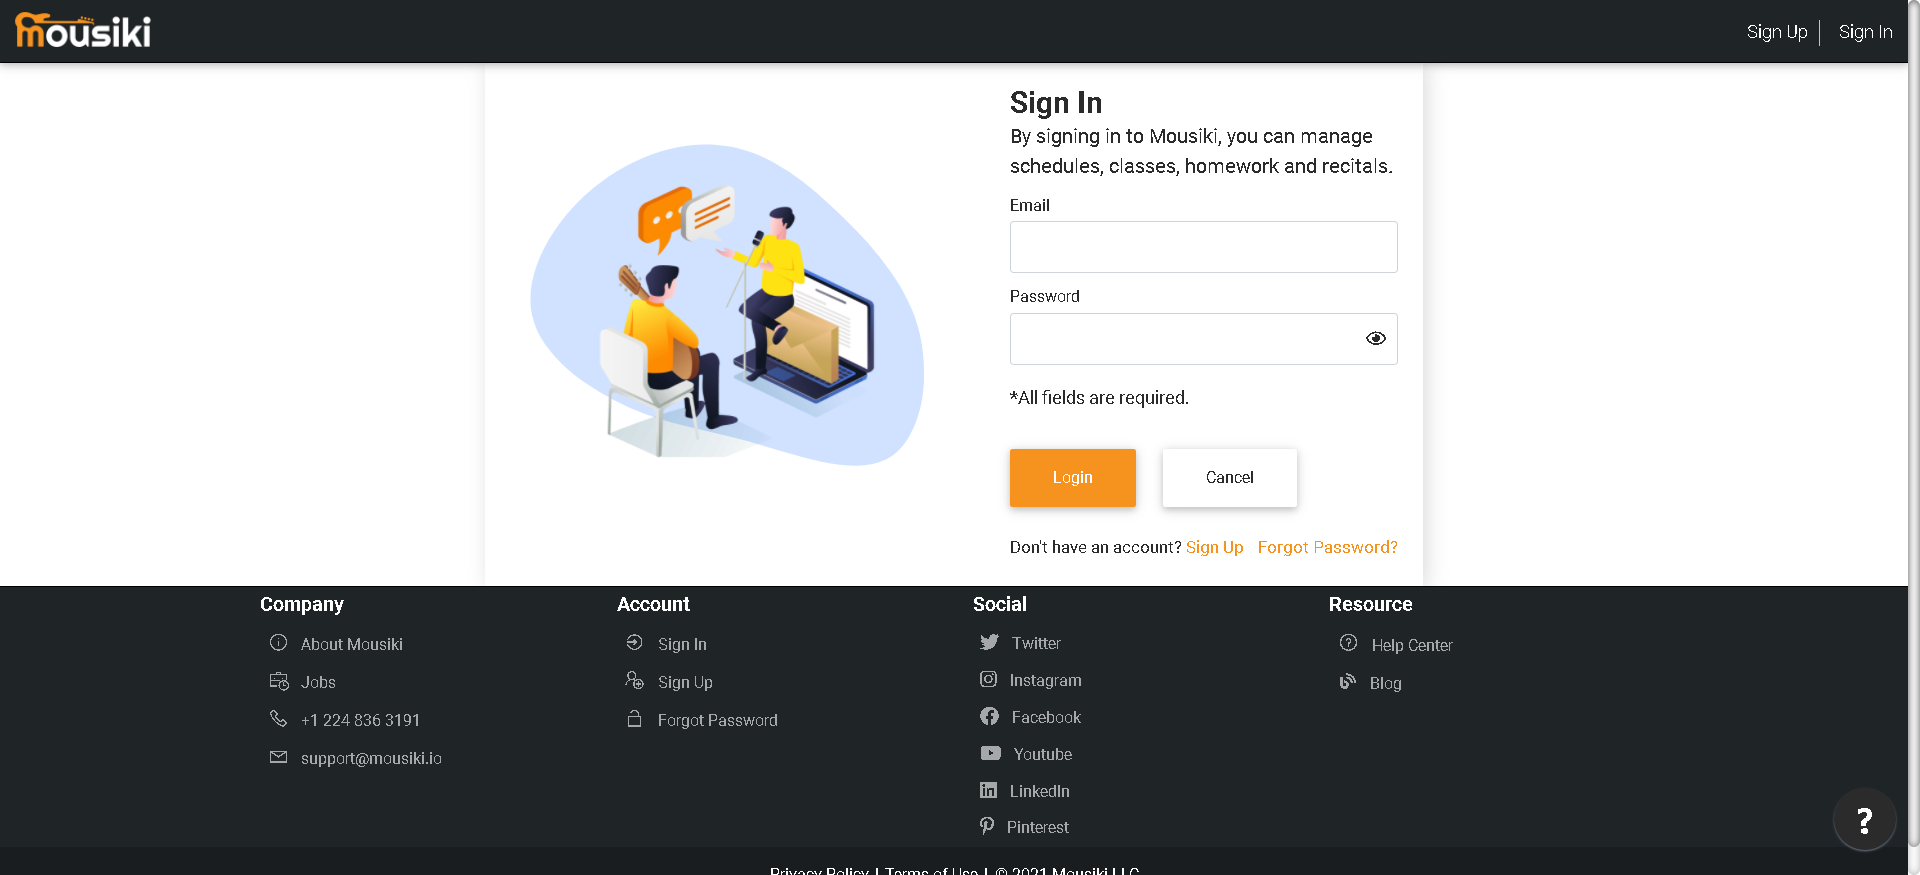 mousiki
Sign Up
Sign In
Sign In
By signing in to Mousiki, you can manage
schedules, classes, homework and recitals.
Email
Password
*All fields are required.
Login
Cancel
Don't have an account? Sign Up Forgot Password?
Company
About Mousiki
Jobs
+1 224 836 3191
support@mousiki.io
Account
Sign In
Sign Up
Forgot Password
Social
Twitter
Instagram
Facebook
Youtube
LinkedIn
Pinterest
Resource
Help Center
Blog
?
Privacy Policy | Terms of Use | © 2021 Mousiki LLC